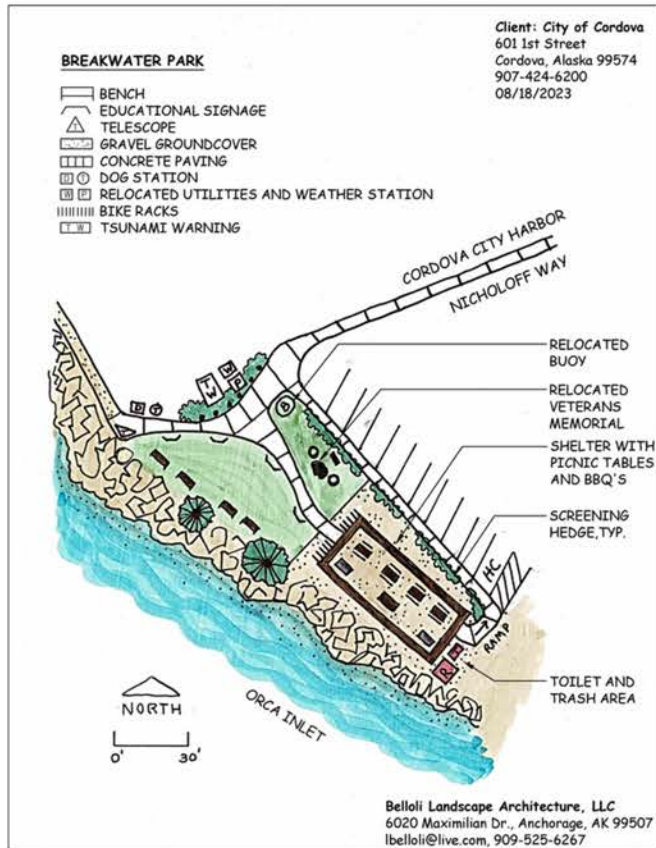 Client: City of Cordova
601 1st Street
Cordova, Alaska 99574
907-424-6200
08/18/2023
BREAKWATER PARK
BENCH
EDUCATIONAL SIGNAGE
T TELESCOPE
GRAVEL GROUNDCOVER
CONCRETE PAVING
D T DOG STATION
W P RELOCATED UTILITIES AND WEATHER STATION
BIKE RACKS
T W TSUNAMI WARNING
CORDOVA CITY HARBOR
NICHOLOFF WAY
RELOCATED
BUOY
RELOCATED
VETERANS
MEMORIAL
SHELTER WITH
PICNIC TABLES
AND BBQ'S
SCREENING
HEDGE,TYP.
T W
W
P
D T
B
HC
RAMP
R
TOILET AND
TRASH AREA
NORTH
0' 30'
ORCA INLET
Belloli Landscape Architecture, LLC
6020 Maximilian Dr., Anchorage, AK 99507
lbelloli@live.com, 909-525-6267